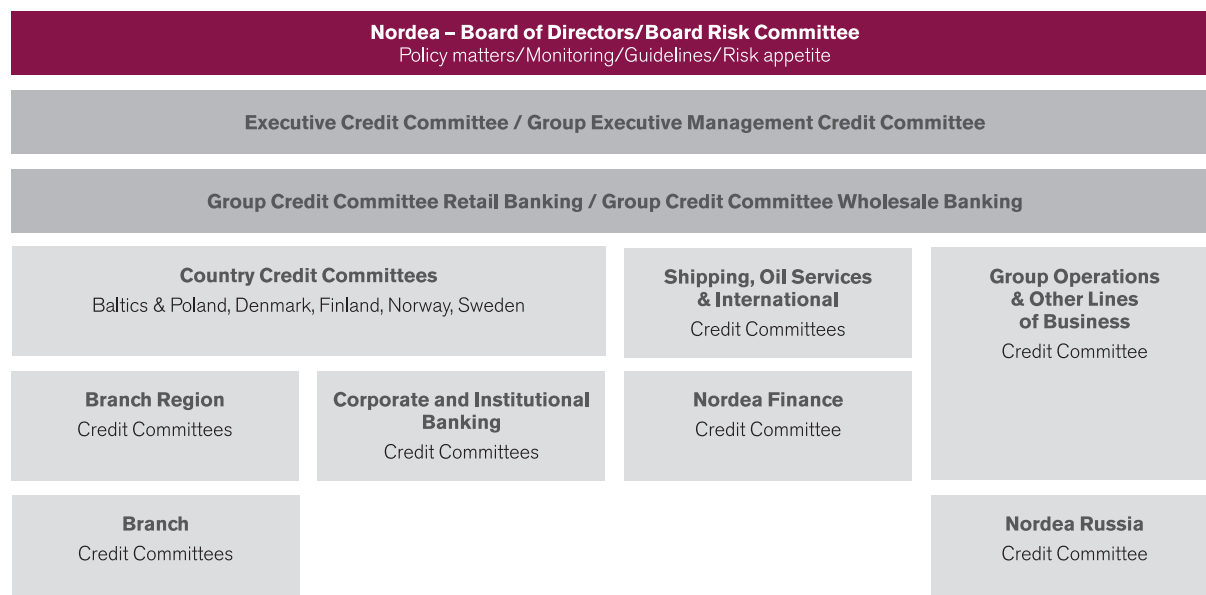 Nordea – Board of Directors/Board Risk Committee
Policy matters/Monitoring/Guidelines/Risk appetite
Executive Credit Committee / Group Executive Management Credit Committee
Group Credit Committee Retail Banking / Group Credit Committee Wholesale Banking
Country Credit Committees
Baltics & Poland, Denmark, Finland, Norway, Sweden
Shipping, Oil Services
& International
Credit Committees
Group Operations
& Other Lines
of Business
Credit Committee
Branch Region
Credit Committees
Corporate and Institutional
Banking
Credit Committees
Nordea Finance
Credit Committee
Branch
Credit Committees
Nordea Russia
Credit Committee